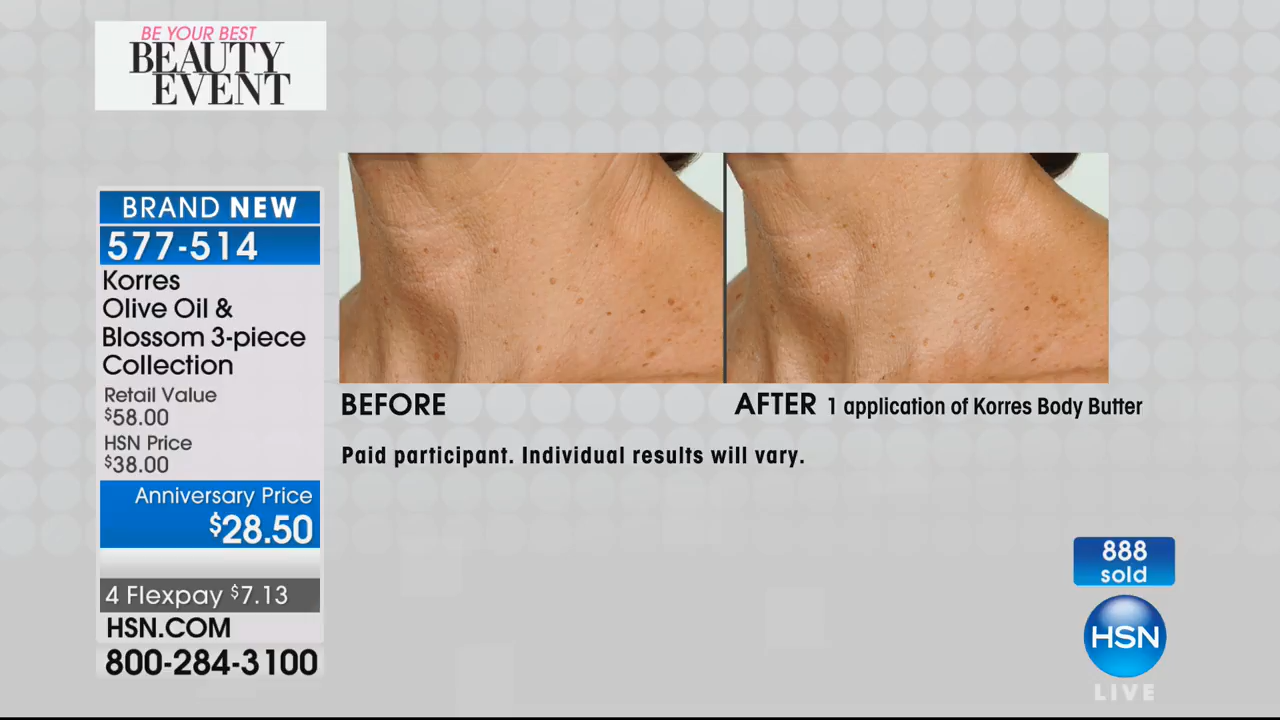 BE YOUR BEST
BEAUTY
EVENT
BRAND NEW
577-514
Korres
Olive Oil &
Blossom 3-piece
Collection
Retail Value
$58.00
HSN Price
$38.00
Anniversary Price
$28.50
4 Flexpay $7.13
HSN.COM
800-284-3100
BEFORE
AFTER 1 application of Korres Body Butter
Paid participant. Individual results will vary.
888
sold
HSN
LIVE